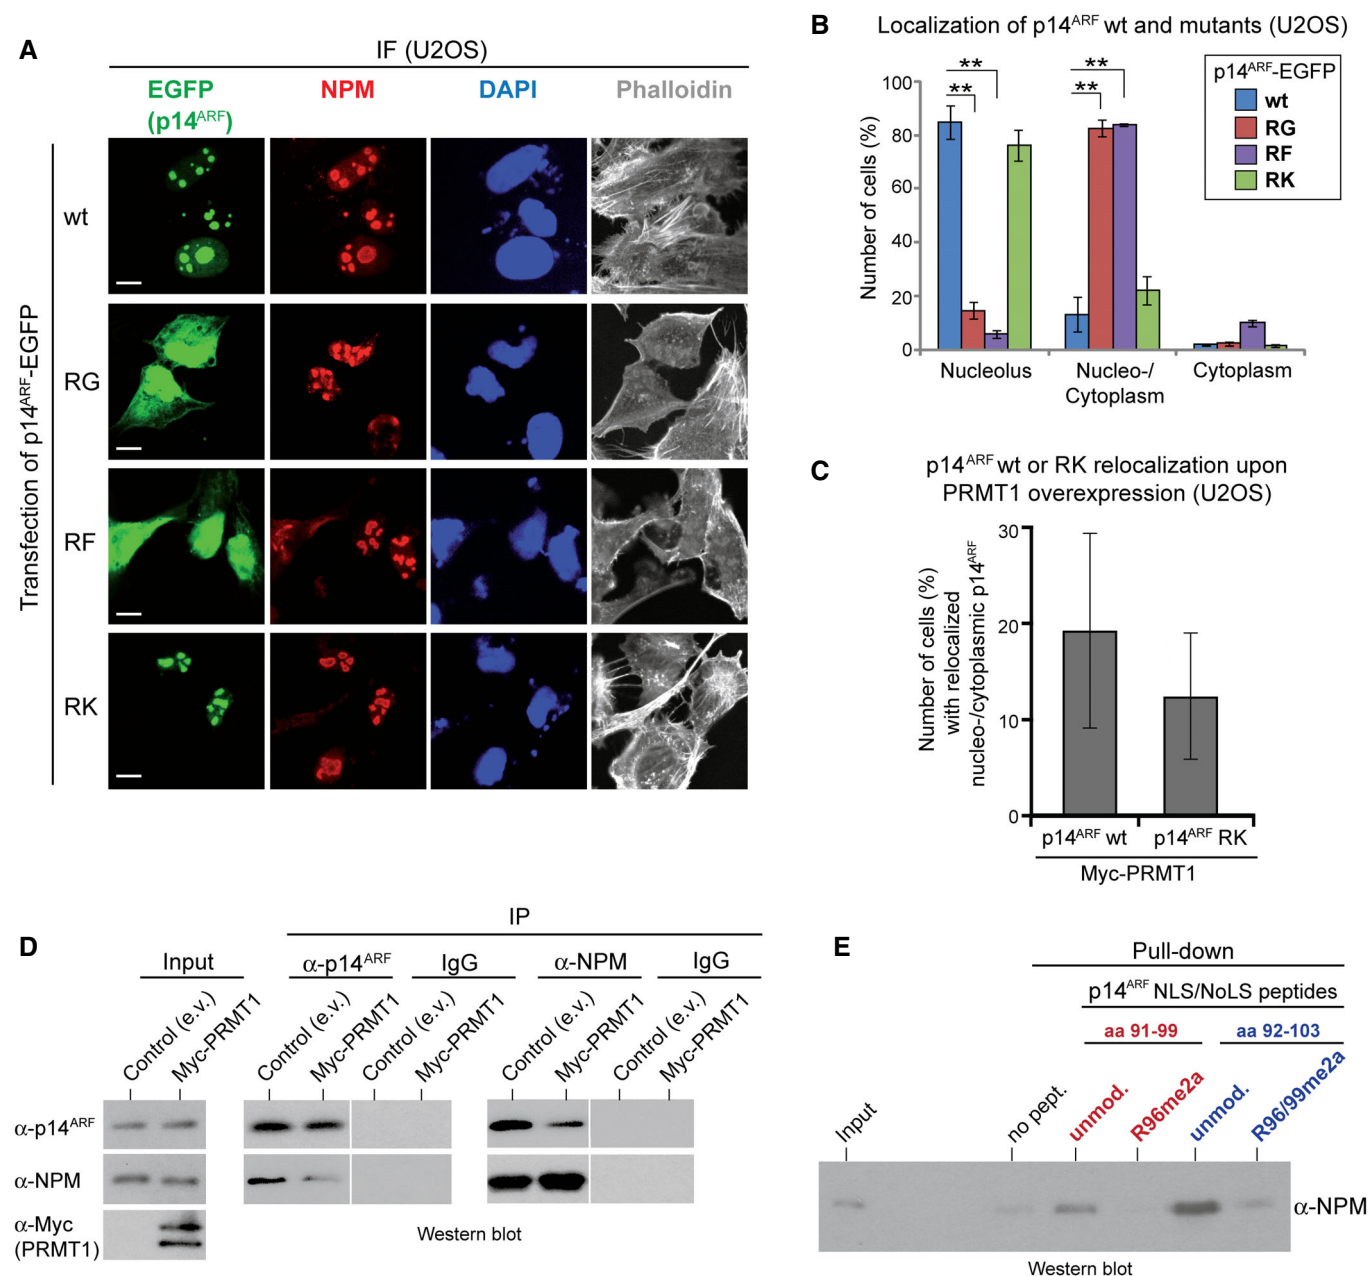 A
IF (U2OS)
EGFP
(p14ARF)
NPM
DAPI
Phalloidin
Transfection of p14ARF-EGFP
wt
RG
RF
RK
B
Localization of p14ARF wt and mutants (U2OS)
Number of cells (%)
100
80
60
40
20
0
** ** ** **
p14ARF-EGFP
wt
RG
RF
RK
Nucleolus
Nucleo-/
Cytoplasm
Cytoplasm
C
p14ARF wt or RK relocalization upon
PRMT1 overexpression (U2OS)
Number of cells (%)
with relocalized
nucleo-/cytoplasmic p14ARF
30
20
10
0
p14ARF wt
p14ARF RK
Myc-PRMT1
D
IP
Input
α-p14ARF
IgG
α-NPM
IgG
Control (e.v.)
Myc-PRMT1
Control (e.v.)
Myc-PRMT1
Control (e.v.)
Myc-PRMT1
Control (e.v.)
Myc-PRMT1
Control (e.v.)
Myc-PRMT1
α-p14ARF
α-NPM
α-Myc
(PRMT1)
Western blot
E
Pull-down
p14ARF NLS/NoLS peptides
aa 91-99
aa 92-103
Input
no pept.
unmod.
R96me2a
unmod.
R96/99me2a
α-NPM
Western blot